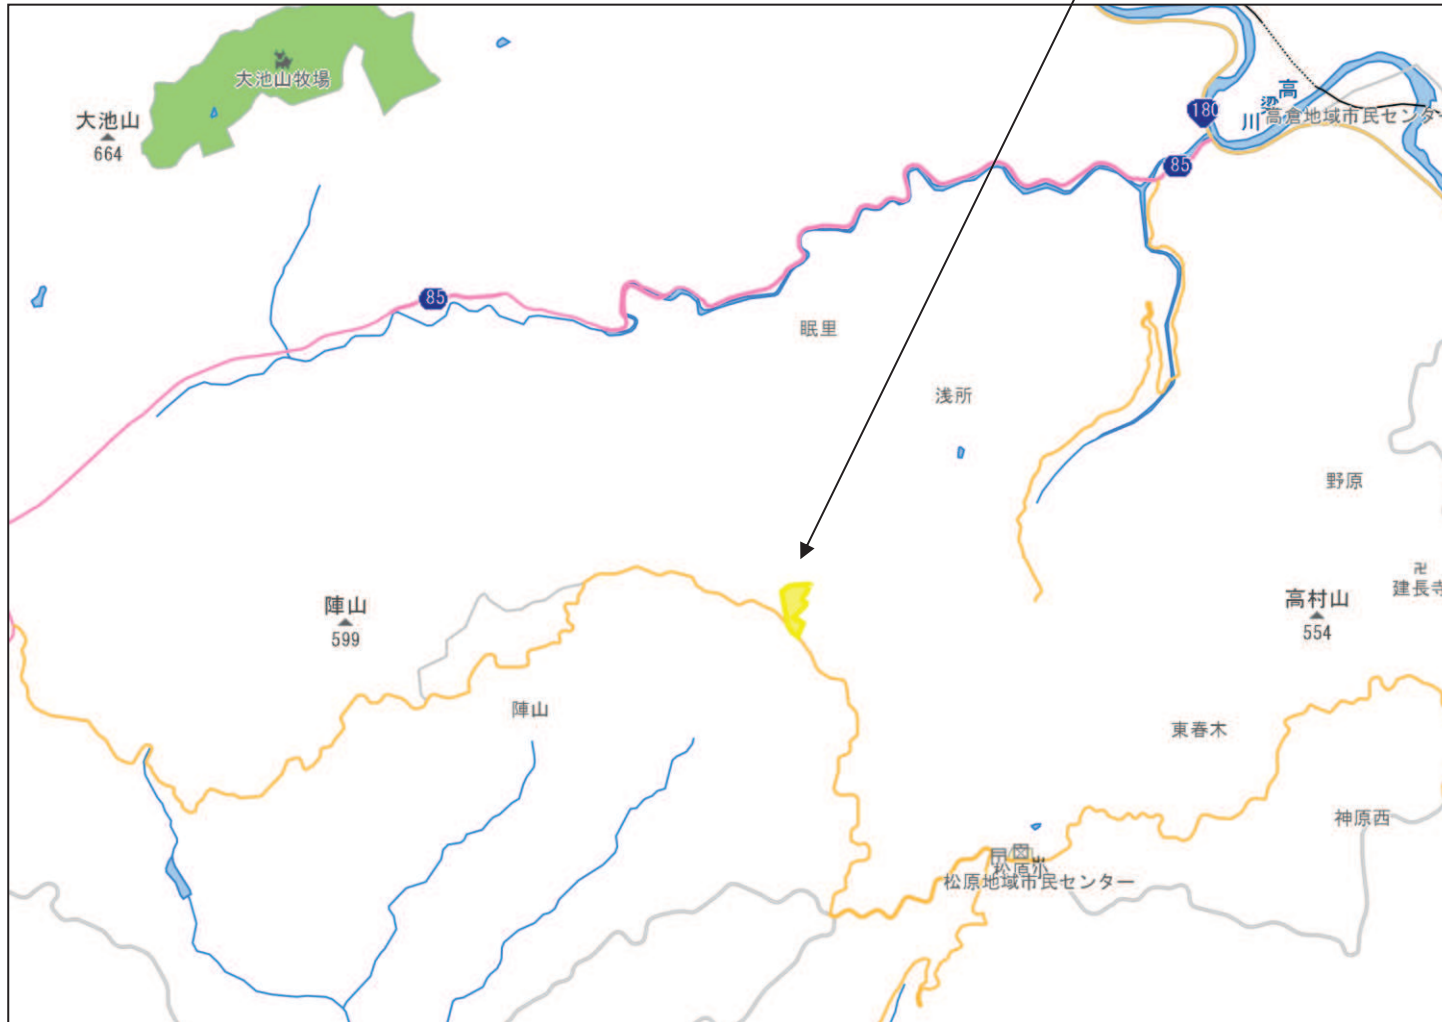 大池山牧場
大池山
664
180
高
梁
川
高倉地域市民センター
85
85
眠里
浅所
野原
建長寺
陣山
599
高村山
554
陣山
東春木
神原西
松原小
松原地域市民センター